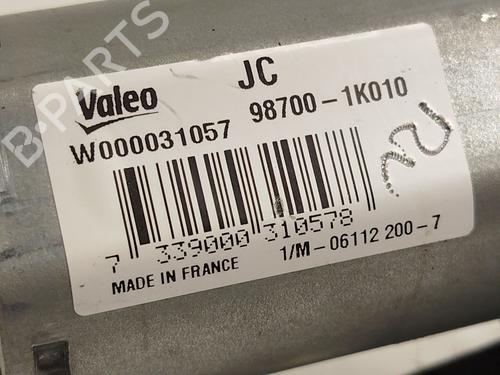 B-PARTS
Valeo
JC
98700-1K010
W000031057
7 339000 310578
MADE IN FRANCE
1/M-06112 200-7